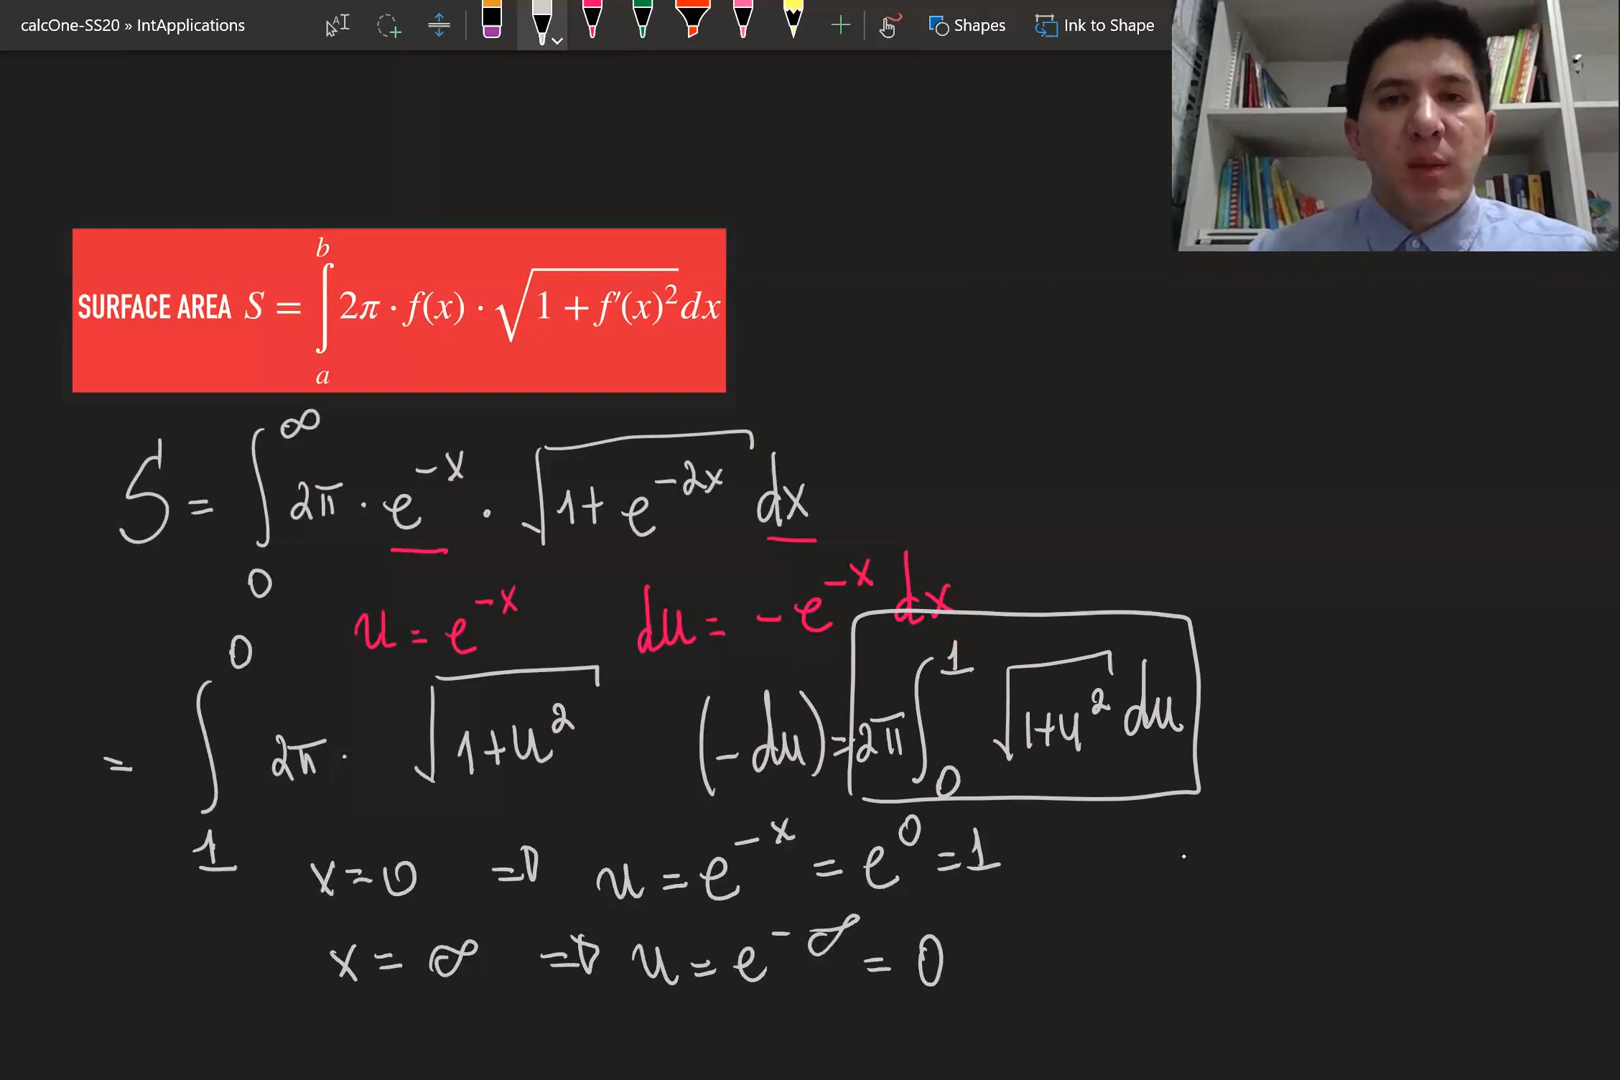 calcOne-SS20 » IntApplications
Shapes
Ink to Shape
SURFACE AREA S = ∫_a^b 2π · f(x) · √(1 + f′(x)²) dx
S = ∫_0^∞ 2π · e^{-x} · √(1 + e^{-2x}) dx
u = e^{-x} du = -e^{-x} dx
= ∫_1^0 2π · √(1+u²) (-du) = 2π ∫_0^1 √(1+u²) du
x = 0 ⇒ u = e^{-x} = e^0 = 1
x = ∞ ⇒ u = e^{-∞} = 0